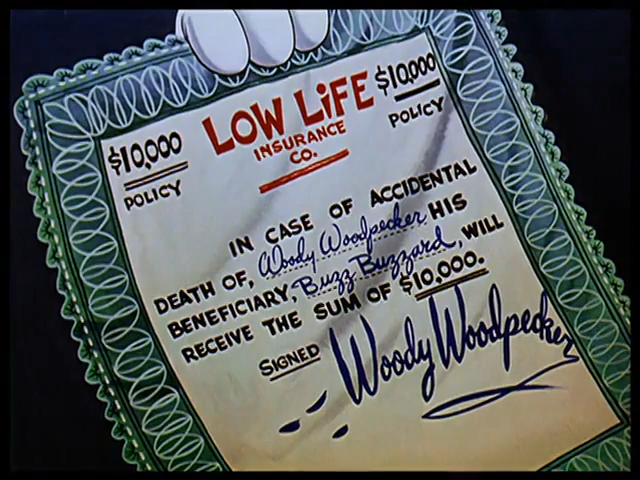 LOW LiFE
INSURANCE
CO.
$10,000
POLICY
$10,000
POLICY
IN CASE OF ACCIDENTAL
DEATH OF, Woody Woodpecker HIS
BENEFICIARY, Buzz Buzzard, WILL
RECEIVE THE SUM OF $10,000.
SIGNED Woody Woodpecker